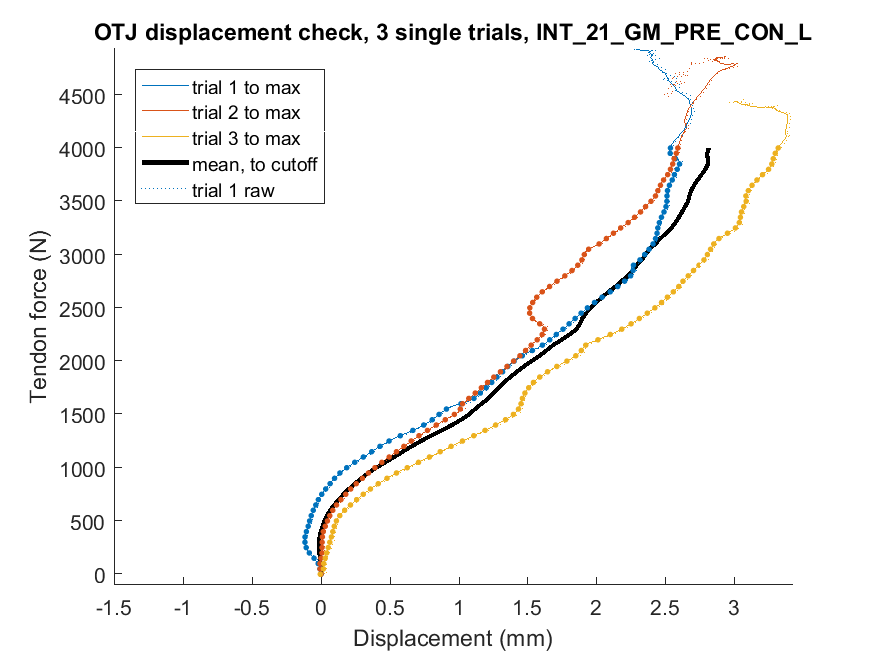 OTJ displacement check, 3 single trials, INT_21_GM_PRE_CON_L
trial 1 to max
trial 2 to max
trial 3 to max
mean, to cutoff
trial 1 raw
Tendon force (N)
4500
4000
3500
3000
2500
2000
1500
1000
500
0
-1.5 -1 -0.5 0 0.5 1 1.5 2 2.5 3
Displacement (mm)